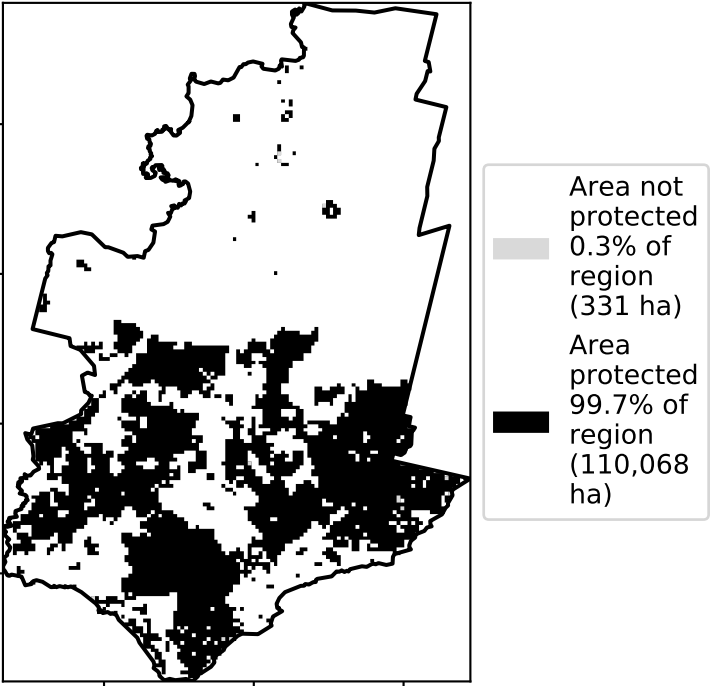 Area not
protected
0.3% of
region
(331 ha)
Area
protected
99.7% of
region
(110,068
ha)